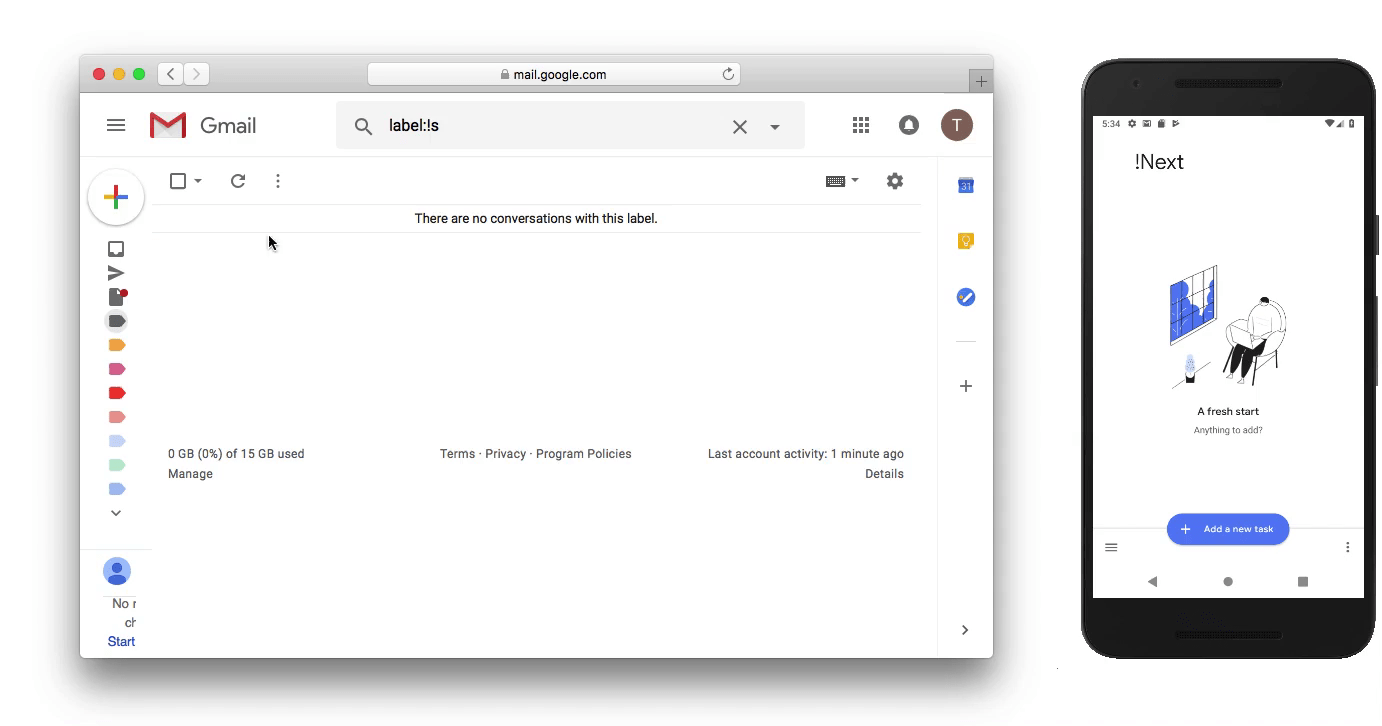 mail.google.com
Gmail
label:!s
T
There are no conversations with this label.
31
0 GB (0%) of 15 GB used
Manage
Terms · Privacy · Program Policies
Last account activity: 1 minute ago
Details
No r
ch
Start
5:34
!Next
A fresh start
Anything to add?
Add a new task